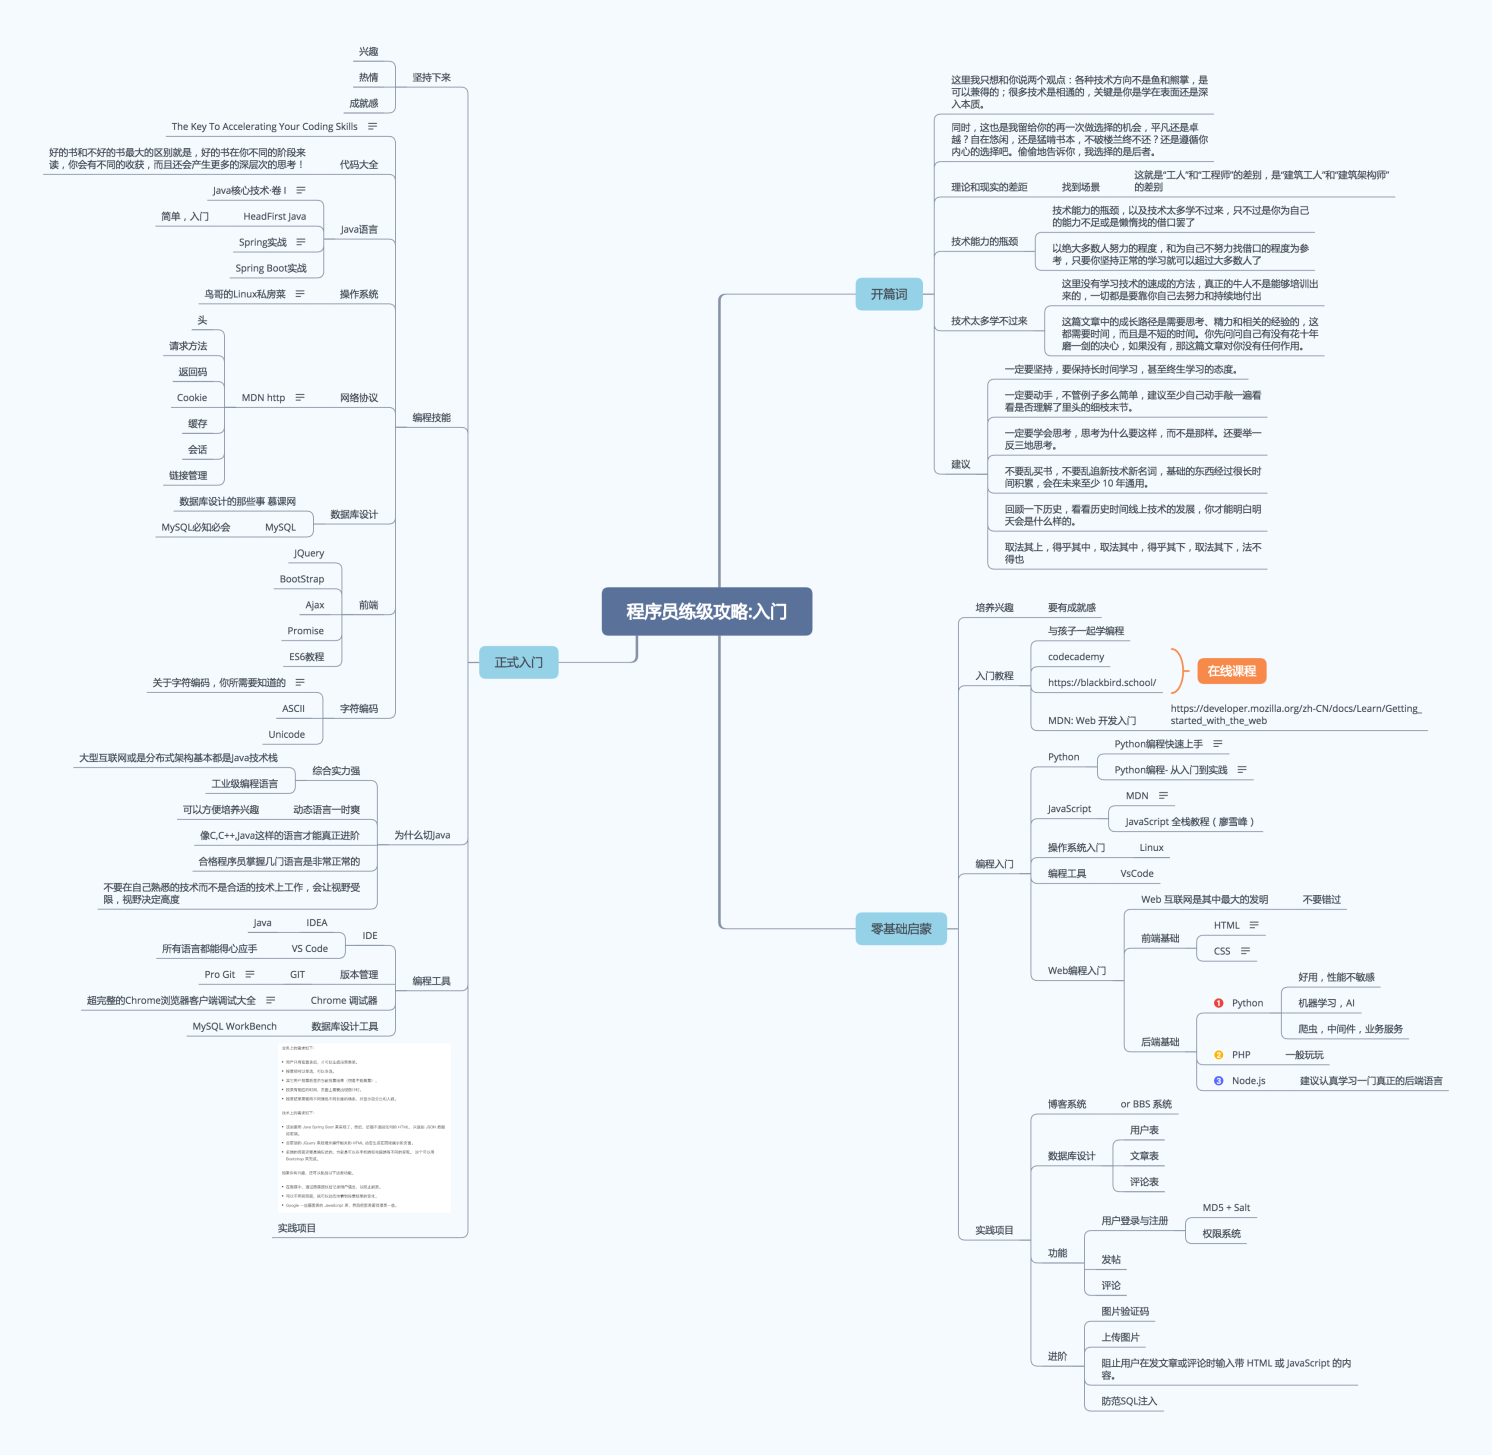 程序员练级攻略:入门
开篇词
这里我只想和你说两个观点：各种技术方向不是鱼和熊掌，是
可以兼得的；很多技术是相通的，关键是你是学在表面还是深
入本质。
同时，这也是我留给你的再一次做选择的机会，平凡还是卓
越？自在悠闲，还是猛啃书本，不破楼兰终不还？还是遵循你
内心的选择吧。偷偷地告诉你，我选择的是后者。
理论和现实的差距
找到场景
这就是“工人”和“工程师”的差别，是“建筑工人”和“建筑架构师”
的差别
技术能力的瓶颈
技术能力的瓶颈，以及技术太多学不过来，只不过是你为自己
的能力不足或是懒惰找的借口罢了
以绝大多数人努力的程度，和为自己不努力找借口的程度为参
考，只要你坚持正常的学习就可以超过大多数人了
技术太多学不过来
这里没有学习技术的速成的方法，真正的牛人不是能够培训出
来的，一切都是要靠你自己去努力和持续地付出
这篇文章中的成长路径是需要思考、精力和相关的经验的，这
都需要时间，而且是不短的时间。你先问问自己有没有花十年
磨一剑的决心，如果没有，那这篇文章对你没有任何作用。
建议
一定要坚持，要保持长时间学习，甚至终生学习的态度。
一定要动手，不管例子多么简单，建议至少自己动手敲一遍看
看是否理解了里头的细枝末节。
一定要学会思考，思考为什么要这样，而不是那样。还要举一
反三地思考。
不要乱买书，不要乱追新技术新名词，基础的东西经过很长时
间积累，会在未来至少 10 年通用。
回顾一下历史，看看历史时间线上技术的发展，你才能明白明
天会是什么样的。
取法其上，得乎其中，取法其中，得乎其下，取法其下，法不
得也
零基础启蒙
培养兴趣
要有成就感
入门教程
与孩子一起学编程
codecademy
https://blackbird.school/
在线课程
MDN: Web 开发入门
https://developer.mozilla.org/zh-CN/docs/Learn/Getting_
started_with_the_web
编程入门
Python
Python编程快速上手
Python编程- 从入门到实践
JavaScript
MDN
JavaScript 全栈教程（廖雪峰）
操作系统入门
Linux
编程工具
VsCode
Web编程入门
Web 互联网是其中最大的发明
不要错过
前端基础
HTML
CSS
后端基础
1 Python
好用，性能不敏感
机器学习，AI
爬虫，中间件，业务服务
2 PHP
一般玩玩
3 Node.js
建议认真学习一门真正的后端语言
实践项目
博客系统
or BBS 系统
数据库设计
用户表
文章表
评论表
功能
用户登录与注册
MD5 + Salt
权限系统
发帖
评论
进阶
图片验证码
上传图片
阻止用户在发文章或评论时输入带 HTML 或 JavaScript 的内
容。
防范SQL注入
正式入门
坚持下来
兴趣
热情
成就感
编程技能
The Key To Accelerating Your Coding Skills
代码大全
好的书和不好的书最大的区别就是，好的书在你不同的阶段来
读，你会有不同的收获，而且还会产生更多的深层次的思考！
Java语言
Java核心技术·卷 I
HeadFirst Java
简单，入门
Spring实战
Spring Boot实战
操作系统
鸟哥的Linux私房菜
网络协议
MDN http
头
请求方法
返回码
Cookie
缓存
会话
链接管理
数据库设计
数据库设计的那些事 慕课网
MySQL
MySQL必知必会
前端
JQuery
BootStrap
Ajax
Promise
ES6教程
字符编码
关于字符编码，你所需要知道的
ASCII
Unicode
为什么切Java
综合实力强
大型互联网或是分布式架构基本都是Java技术栈
工业级编程语言
动态语言一时爽
可以方便培养兴趣
像C,C++,Java这样的语言才能真正进阶
合格程序员掌握几门语言是非常正常的
不要在自己熟悉的技术而不是合适的技术上工作，会让视野受
限，视野决定高度
编程工具
IDE
IDEA
Java
VS Code
所有语言都能得心应手
版本管理
GIT
Pro Git
Chrome 调试器
超完整的Chrome浏览器客户端调试大全
数据库设计工具
MySQL WorkBench
实践项目